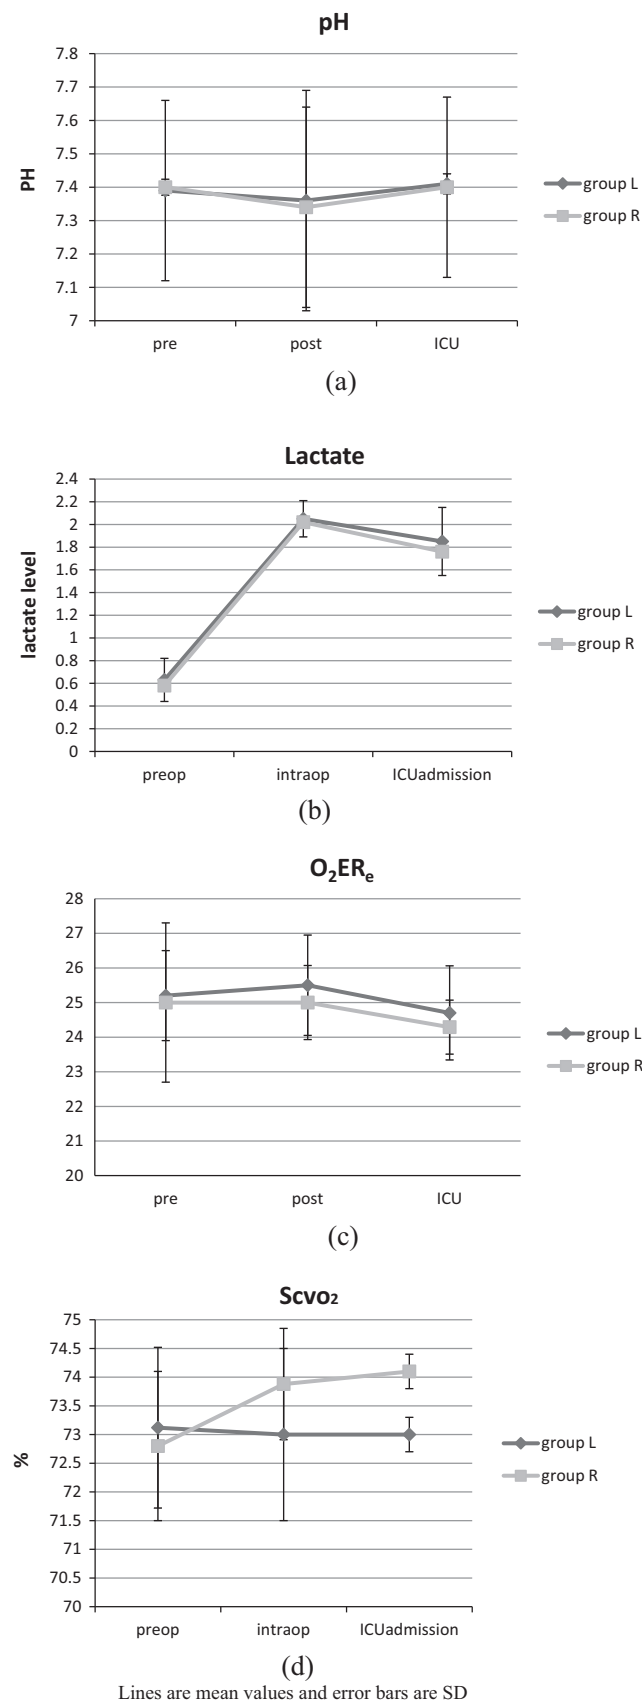 pH
7.8
7.7
7.6
7.5
7.4
7.3
7.2
7.1
7
PH
pre post ICU
group L
group R
(a)
Lactate
2.4
2.2
2
1.8
1.6
1.4
1.2
1
0.8
0.6
0.4
0.2
0
lactate level
preop intraop ICUadmission
group L
group R
(b)
O₂ERₑ
28
27
26
25
24
23
22
21
20
pre post ICU
group L
group R
(c)
Scvo₂
75
74.5
74
73.5
73
72.5
72
71.5
71
70.5
70
%
preop intraop ICUadmission
group L
group R
(d)
Lines are mean values and error bars are SD